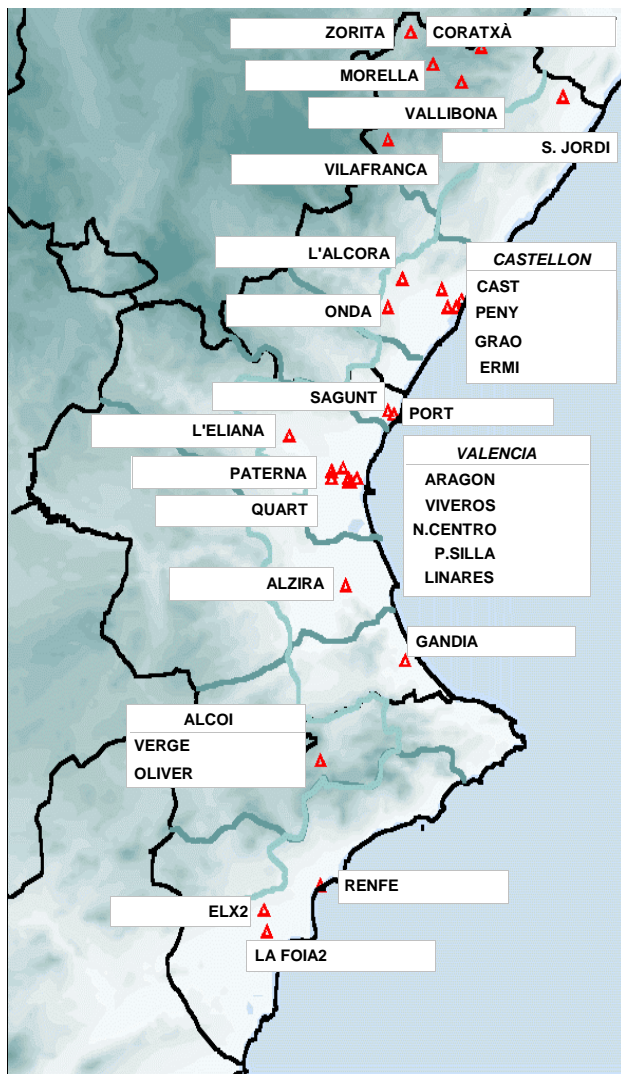 ZORITA
CORATXÀ
MORELLA
VALLIBONA
S. JORDI
VILAFRANCA
L'ALCORA
CASTELLON
CAST
PENY
GRAO
ERMI
ONDA
SAGUNT
PORT
L'ELIANA
VALENCIA
ARAGON
VIVEROS
N.CENTRO
P.SILLA
LINARES
PATERNA
QUART
ALZIRA
GANDIA
ALCOI
VERGE
OLIVER
RENFE
ELX2
LA FOIA2